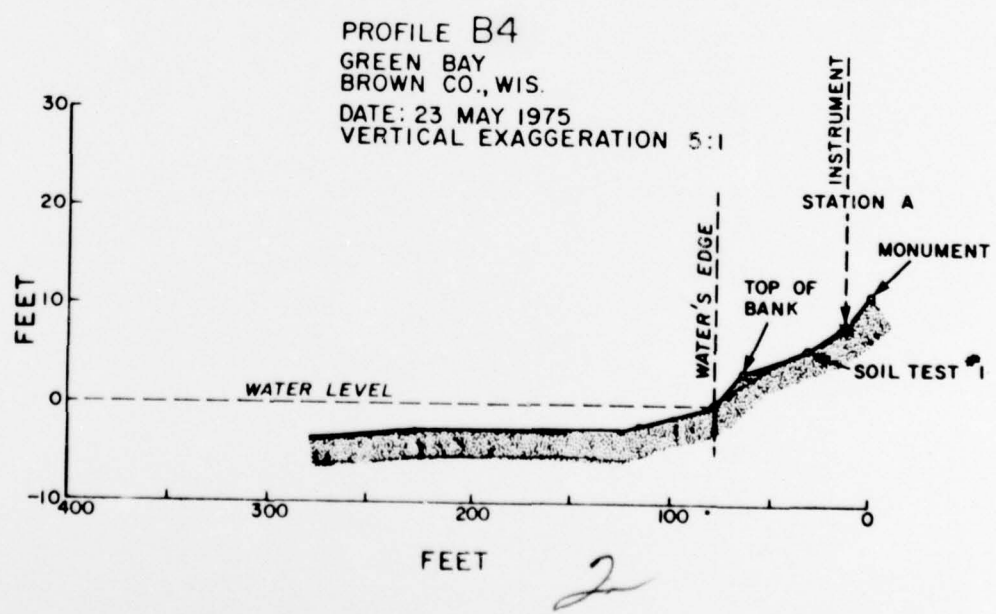 PROFILE B4
GREEN BAY
BROWN CO., WIS.
DATE: 23 MAY 1975
VERTICAL EXAGGERATION 5:1
INSTRUMENT
STATION A
MONUMENT
WATER'S EDGE
TOP OF
BANK
SOIL TEST #1
WATER LEVEL
FEET
30
20
10
0
-10
400
300
200
100
0
FEET
2